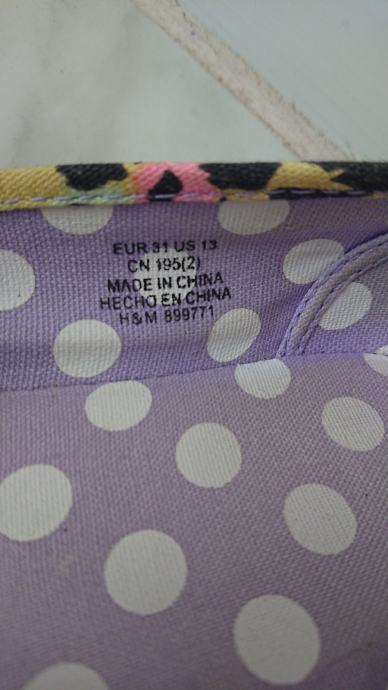 EUR 31 US 13
CN 195(2)
MADE IN CHINA
HECHO EN CHINA
H&M 899771